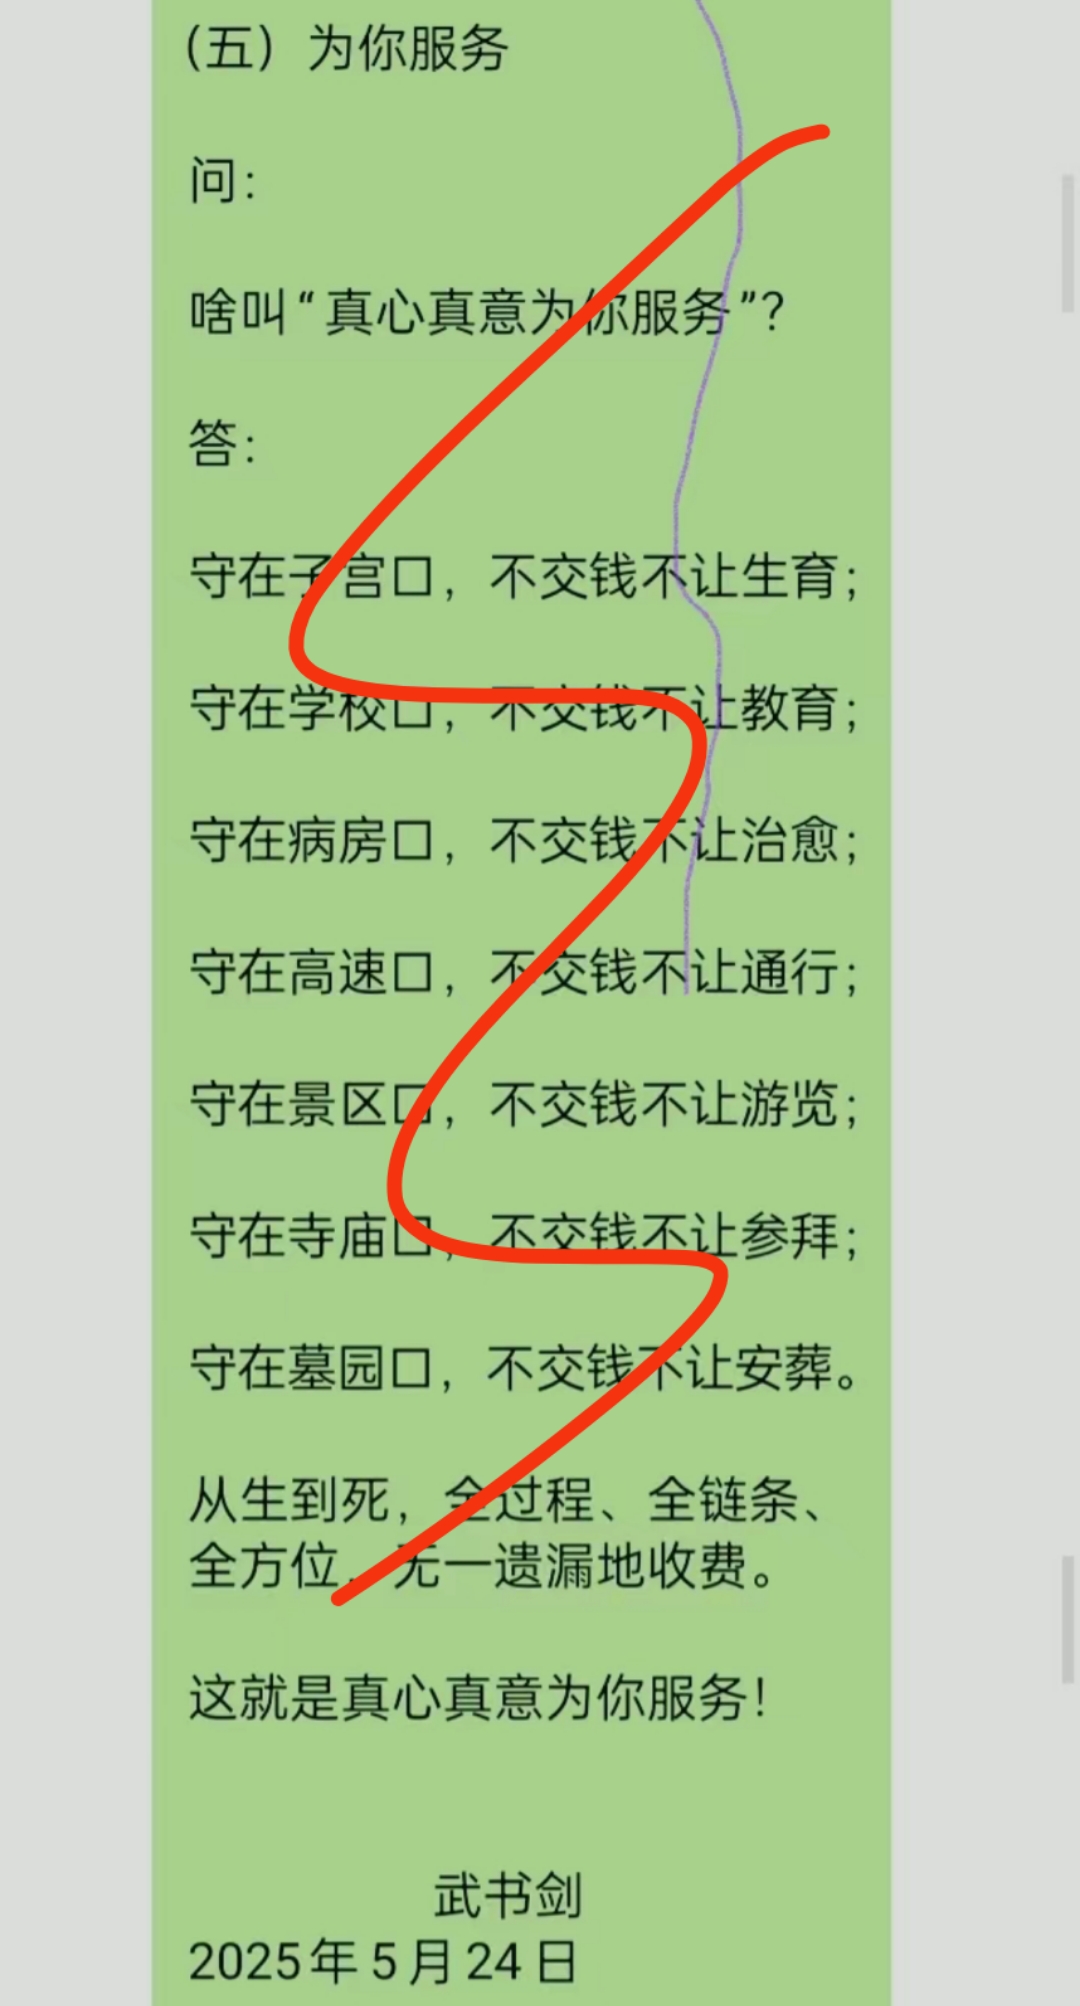 （五）为你服务
问：
啥叫“真心真意为你服务”？
答：
守在子宫口，不交钱不让生育；
守在学校口，不交钱不让教育；
守在病房口，不交钱不让治愈；
守在高速口，不交钱不让通行；
守在景区口，不交钱不让游览；
守在寺庙口，不交钱不让参拜；
守在墓园口，不交钱不让安葬。
从生到死，全过程、全链条、
全方位、无一遗漏地收费。
这就是真心真意为你服务！
武书剑
2025年5月24日